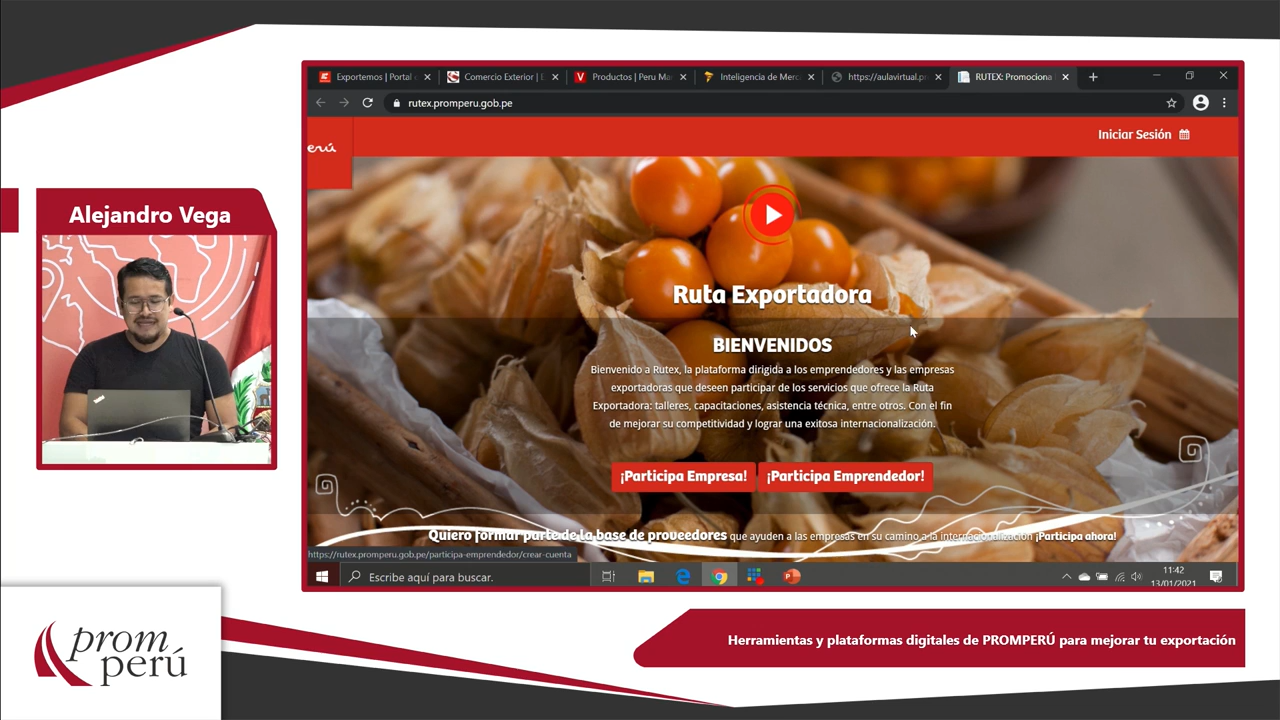 Alejandro Vega
Exportemos | Portal
Comercio Exterior | E
Productos | Peru Ma
Inteligencia de Merc
https://aulavirtual.p
RUTEX: Promociona
rutex.promperu.gob.pe
erú
Iniciar Sesión
Ruta Exportadora
BIENVENIDOS
Bienvenido a Rutex, la plataforma dirigida a los emprendedores y las empresas
exportadoras que deseen participar de los servicios que ofrece la Ruta
Exportadora: talleres, capacitaciones, asistencia técnica, entre otros. Con el fin
de mejorar su competitividad y lograr una exitosa internacionalización.
¡Participa Empresa! ¡Participa Emprendedor!
Quiero formar parte de la base de proveedores que ayuden a las empresas en su camino a la internacionalización ¡Participa ahora!
https://rutex.promperu.gob.pe/participa-emprendedor/crear-cuenta
Escribe aquí para buscar.
11:42
13/01/2021
prom
perú
Herramientas y plataformas digitales de PROMPERÚ para mejorar tu exportación